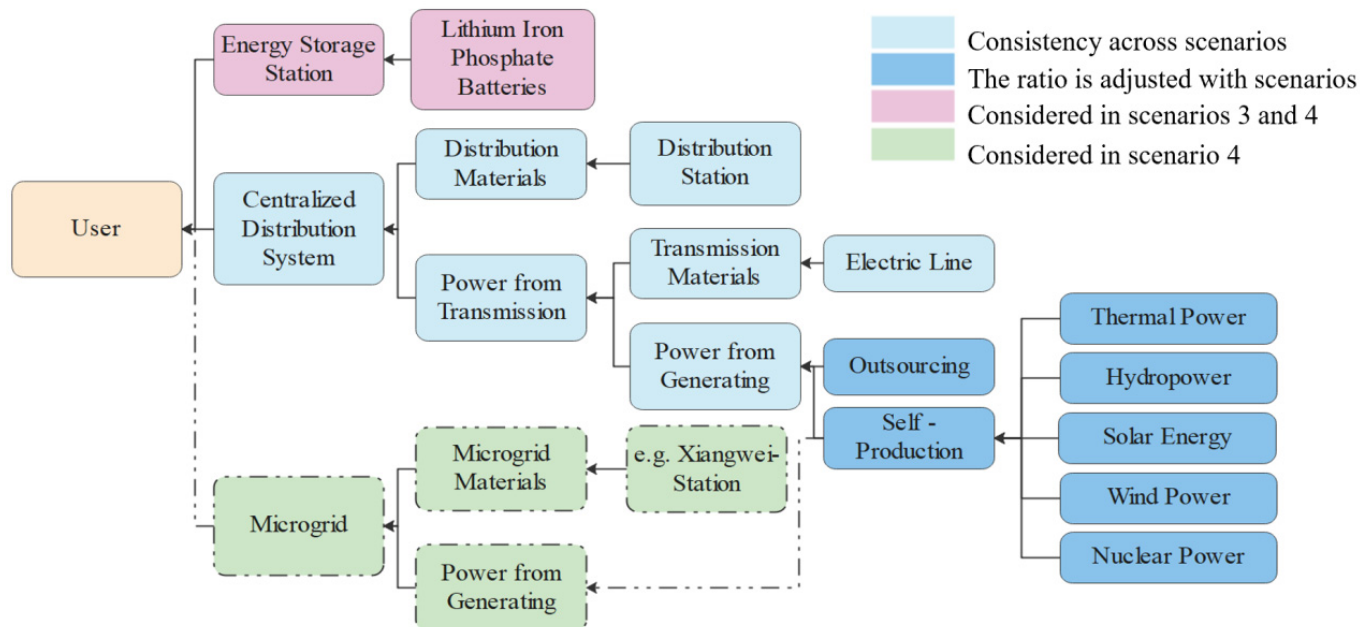 Energy Storage
Station
Lithium Iron
Phosphate
Batteries
Consistency across scenarios
The ratio is adjusted with scenarios
Considered in scenarios 3 and 4
Considered in scenario 4
User
Centralized
Distribution
System
Distribution
Materials
Distribution
Station
Power from
Transmission
Transmission
Materials
Electric Line
Power from
Generating
Outsourcing
Self -
Production
Thermal Power
Hydropower
Solar Energy
Wind Power
Nuclear Power
Microgrid
Microgrid
Materials
e.g. Xiangwei-
Station
Power from
Generating